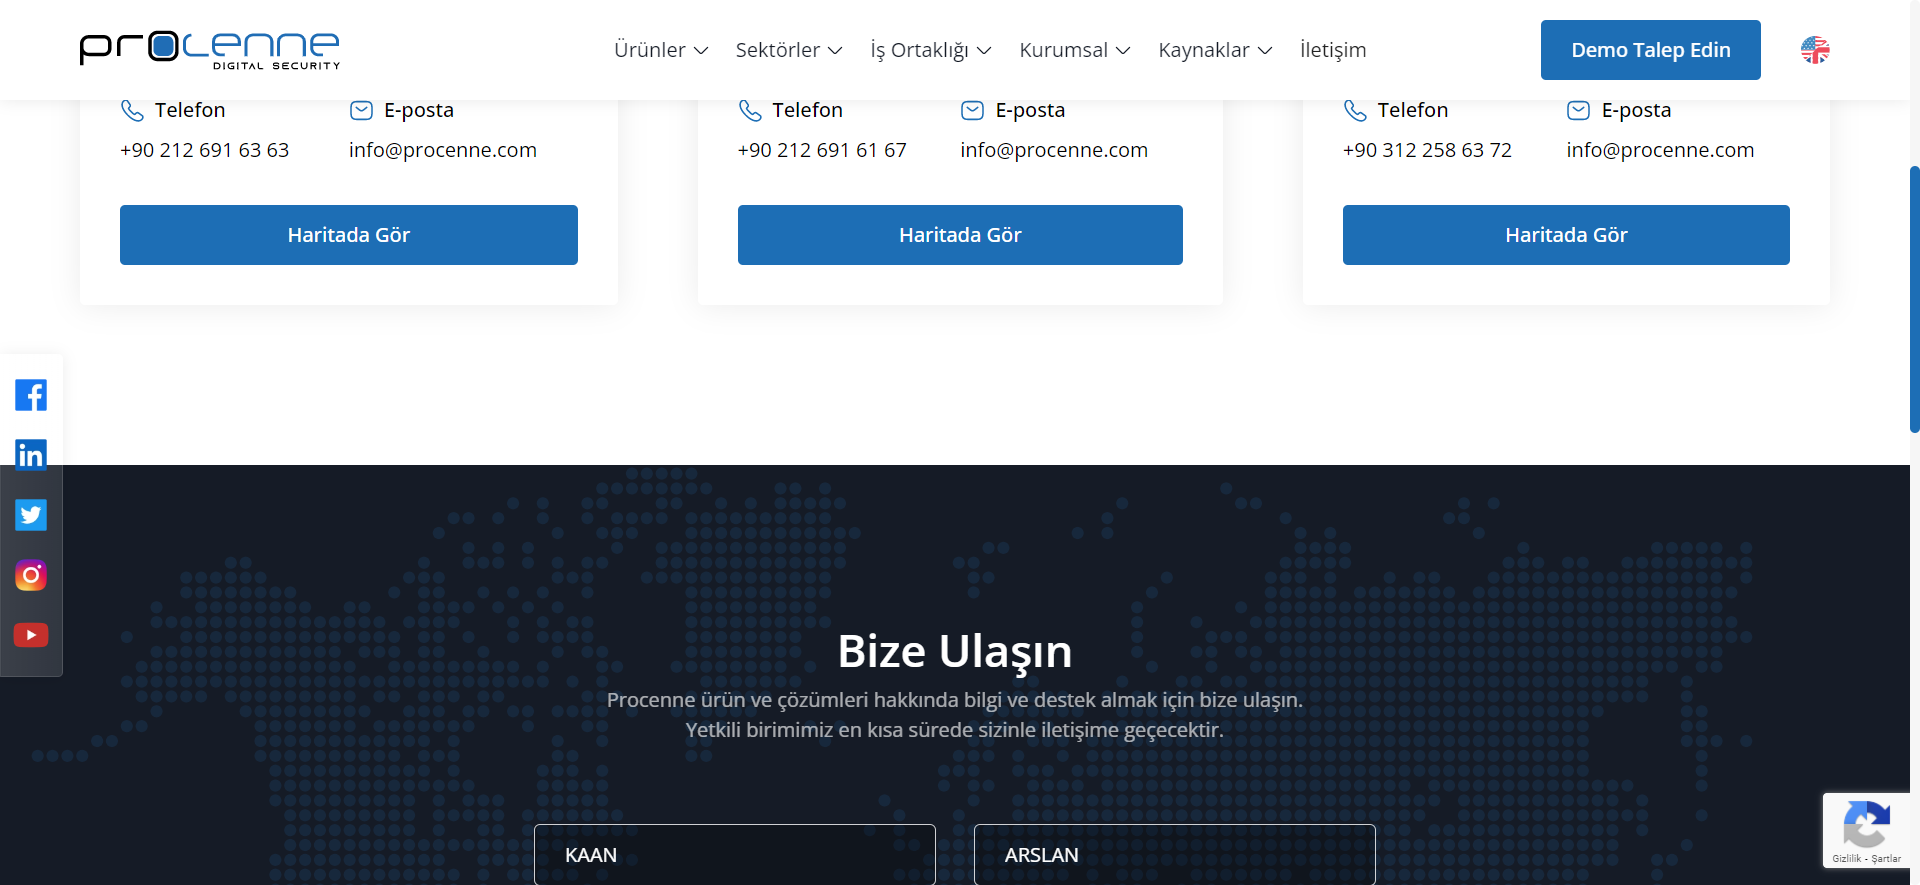 procenne
DIGITAL SECURITY
Ürünler
Sektörler
İş Ortaklığı
Kurumsal
Kaynaklar
İletişim
Demo Talep Edin
Telefon
E-posta
+90 212 691 63 63
info@procenne.com
Haritada Gör
Telefon
E-posta
+90 212 691 61 67
info@procenne.com
Haritada Gör
Telefon
E-posta
+90 312 258 63 72
info@procenne.com
Haritada Gör
Bize Ulaşın
Procenne ürün ve çözümleri hakkında bilgi ve destek almak için bize ulaşın.
Yetkili birimimiz en kısa sürede sizinle iletişime geçecektir.
KAAN
ARSLAN
Gizlilik - Şartlar